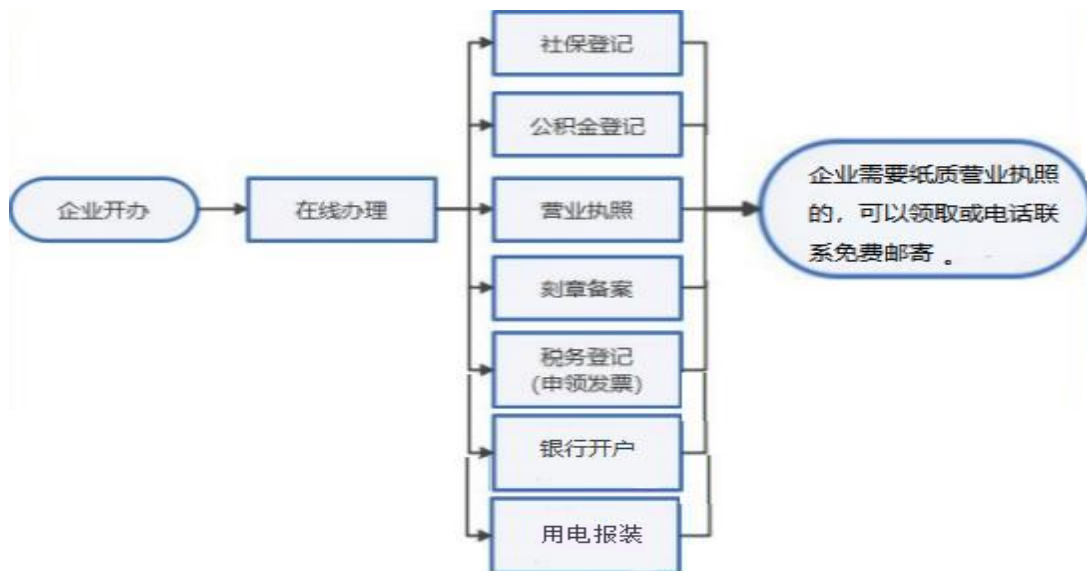 企业开办
在线办理
社保登记
公积金登记
营业执照
刻章备案
税务登记
(申领发票)
银行开户
用电报装
企业需要纸质营业执照
的，可以领取或电话联
系免费邮寄 。